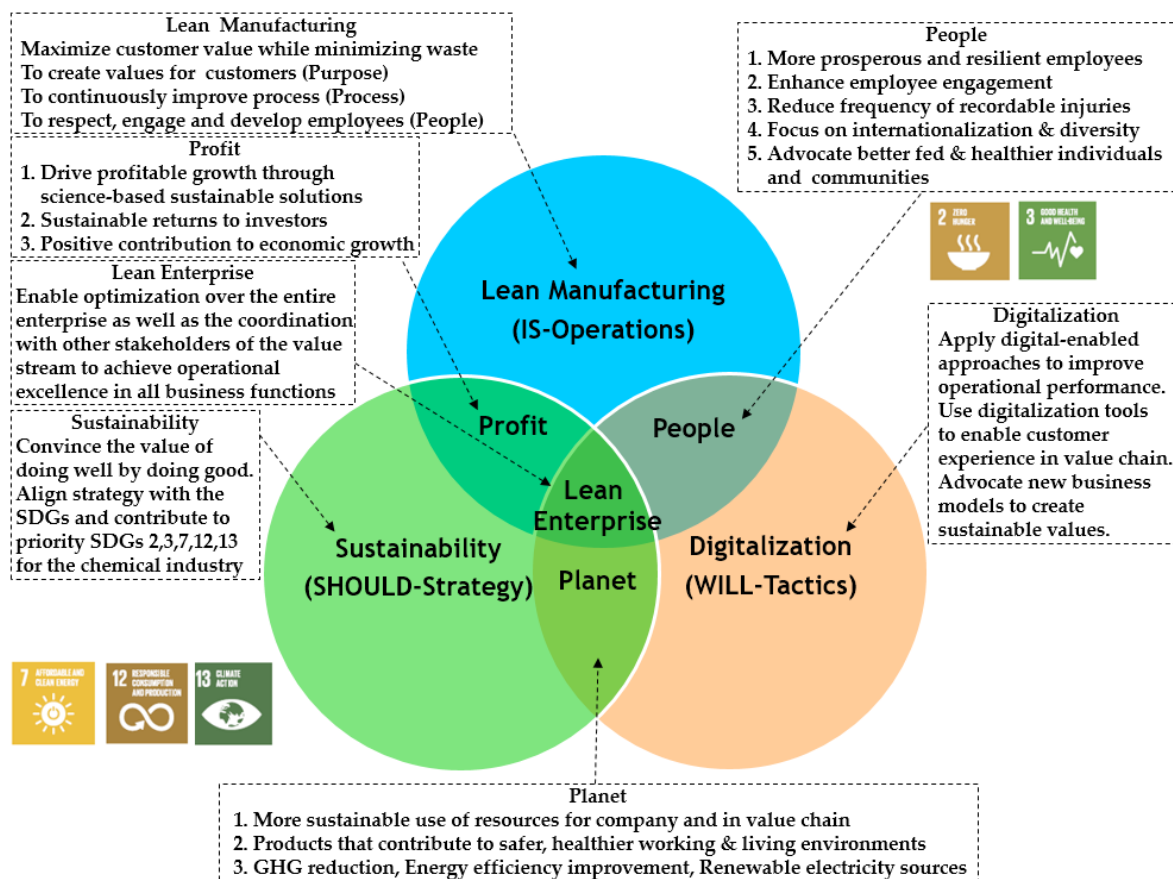 Lean Manufacturing
Maximize customer value while minimizing waste
To create values for customers (Purpose)
To continuously improve process (Process)
To respect, engage and develop employees (People)
Profit
1. Drive profitable growth through
science-based sustainable solutions
2. Sustainable returns to investors
3. Positive contribution to economic growth
Lean Enterprise
Enable optimization over the entire
enterprise as well as the coordination
with other stakeholders of the value
stream to achieve operational
excellence in all business functions
Sustainability
Convince the value of
doing well by doing good.
Align strategy with the
SDGs and contribute to
priority SDGs 2,3,7,12,13
for the chemical industry
7 AFFORDABLE AND
CLEAN ENERGY
12 RESPONSIBLE
CONSUMPTION
AND PRODUCTION
13 CLIMATE
ACTION
Lean Manufacturing
(IS-Operations)
Profit
People
Lean
Enterprise
Sustainability
(SHOULD-Strategy)
Planet
Digitalization
(WILL-Tactics)
People
1. More prosperous and resilient employees
2. Enhance employee engagement
3. Reduce frequency of recordable injuries
4. Focus on internationalization & diversity
5. Advocate better fed & healthier individuals
and communities
2 ZERO
HUNGER
3 GOOD HEALTH
AND WELL-BEING
Digitalization
Apply digital-enabled
approaches to improve
operational performance.
Use digitalization tools
to enable customer
experience in value chain.
Advocate new business
models to create
sustainable values.
Planet
1. More sustainable use of resources for company and in value chain
2. Products that contribute to safer, healthier working & living environments
3. GHG reduction, Energy efficiency improvement, Renewable electricity sources